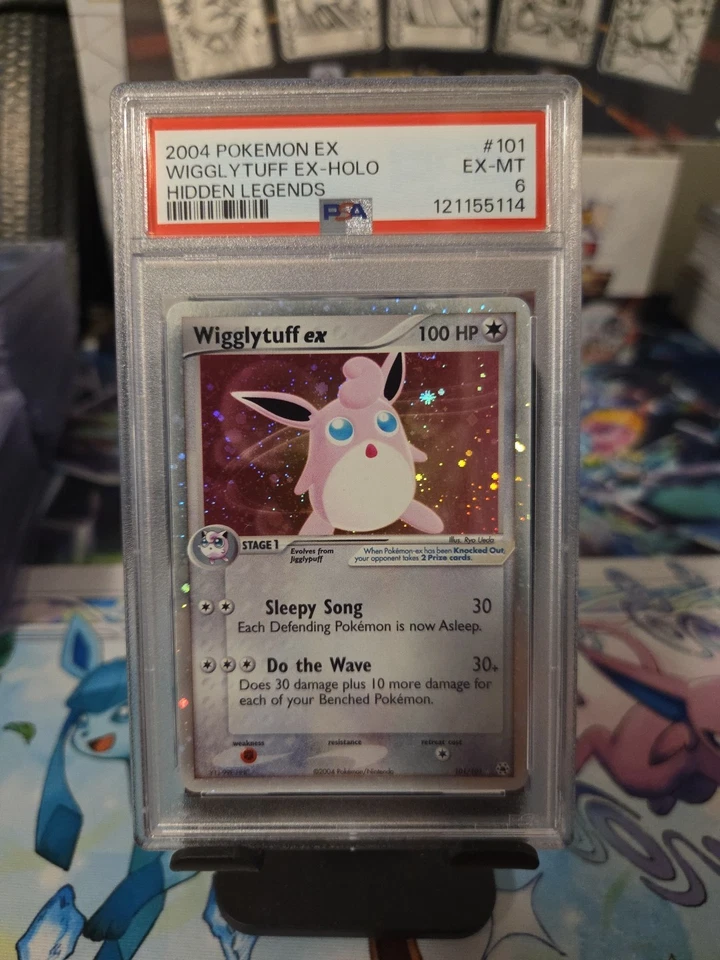 2004 POKEMON EX #101
WIGGLYTUFF EX-HOLO EX-MT
HIDDEN LEGENDS 6
PSA 121155114
Wigglytuff ex 100 HP
Illus. Ryo Ueda
STAGE 1
Evolves from
Jigglypuff
When Pokémon-ex has been Knocked Out,
your opponent takes 2 Prize cards.
Sleepy Song 30
Each Defending Pokémon is now Asleep.
Do the Wave 30+
Does 30 damage plus 10 more damage for
each of your Benched Pokémon.
weakness resistance retreat cost
©2004 Pokémon/Nintendo